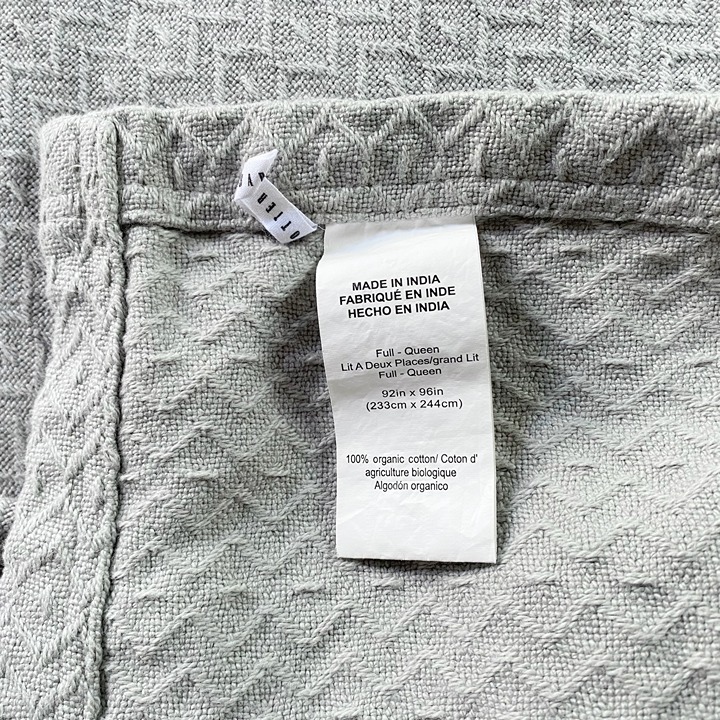 OTTER
MADE IN INDIA
FABRIQUÉ EN INDE
HECHO EN INDIA
Full - Queen
Lit A Deux Places/grand Lit
Full - Queen
92in x 96in
(233cm x 244cm)
100% organic cotton/ Coton d'
agriculture biologique
Algodón organico